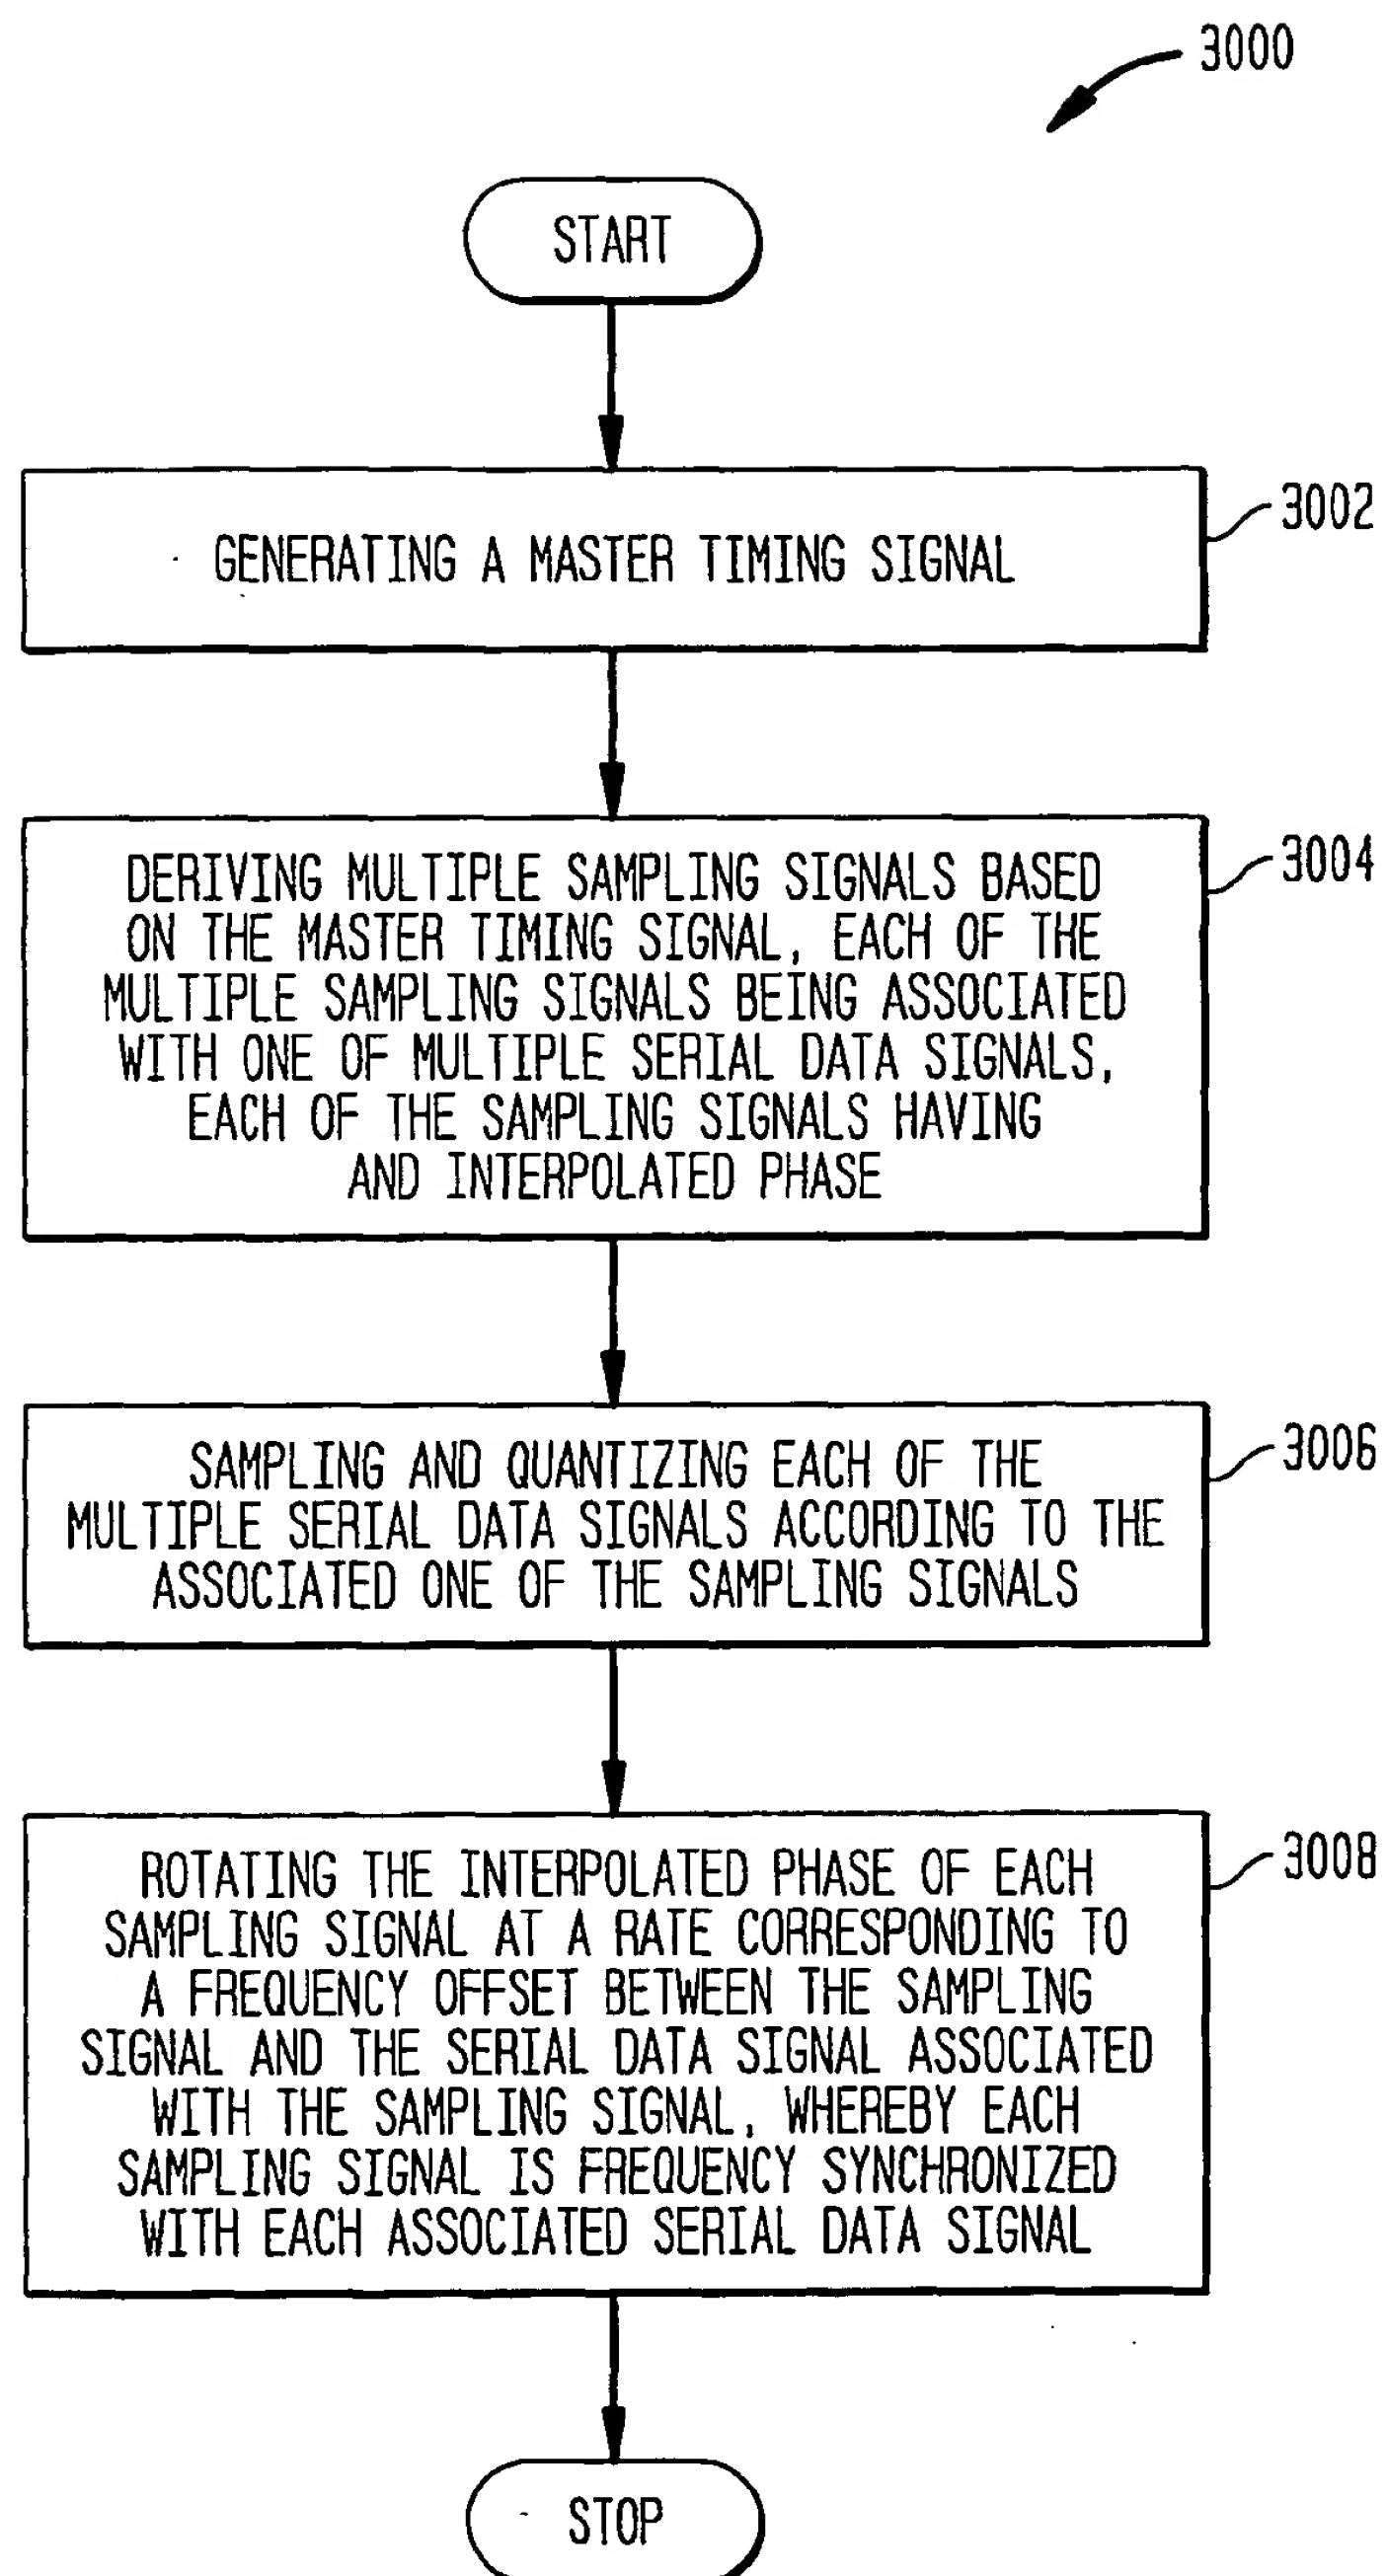 3000
START
GENERATING A MASTER TIMING SIGNAL
3002
DERIVING MULTIPLE SAMPLING SIGNALS BASED
ON THE MASTER TIMING SIGNAL, EACH OF THE
MULTIPLE SAMPLING SIGNALS BEING ASSOCIATED
WITH ONE OF MULTIPLE SERIAL DATA SIGNALS,
EACH OF THE SAMPLING SIGNALS HAVING
AND INTERPOLATED PHASE
3004
SAMPLING AND QUANTIZING EACH OF THE
MULTIPLE SERIAL DATA SIGNALS ACCORDING TO THE
ASSOCIATED ONE OF THE SAMPLING SIGNALS
3006
ROTATING THE INTERPOLATED PHASE OF EACH
SAMPLING SIGNAL AT A RATE CORRESPONDING TO
A FREQUENCY OFFSET BETWEEN THE SAMPLING
SIGNAL AND THE SERIAL DATA SIGNAL ASSOCIATED
WITH THE SAMPLING SIGNAL, WHEREBY EACH
SAMPLING SIGNAL IS FREQUENCY SYNCHRONIZED
WITH EACH ASSOCIATED SERIAL DATA SIGNAL
3008
STOP